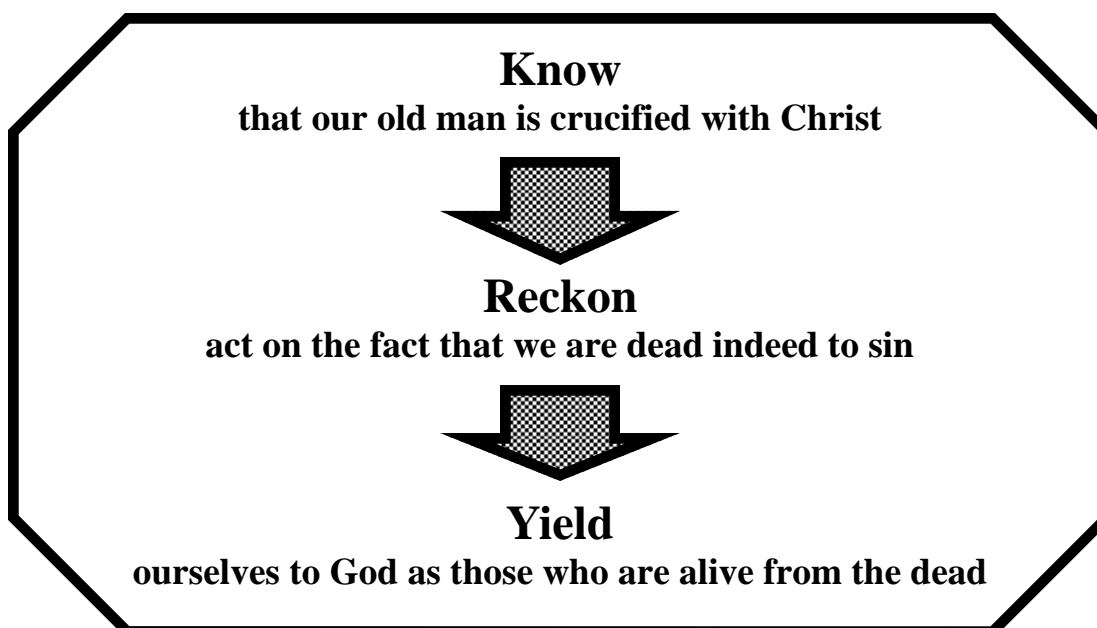 Know
that our old man is crucified with Christ
Reckon
act on the fact that we are dead indeed to sin
Yield
ourselves to God as those who are alive from the dead